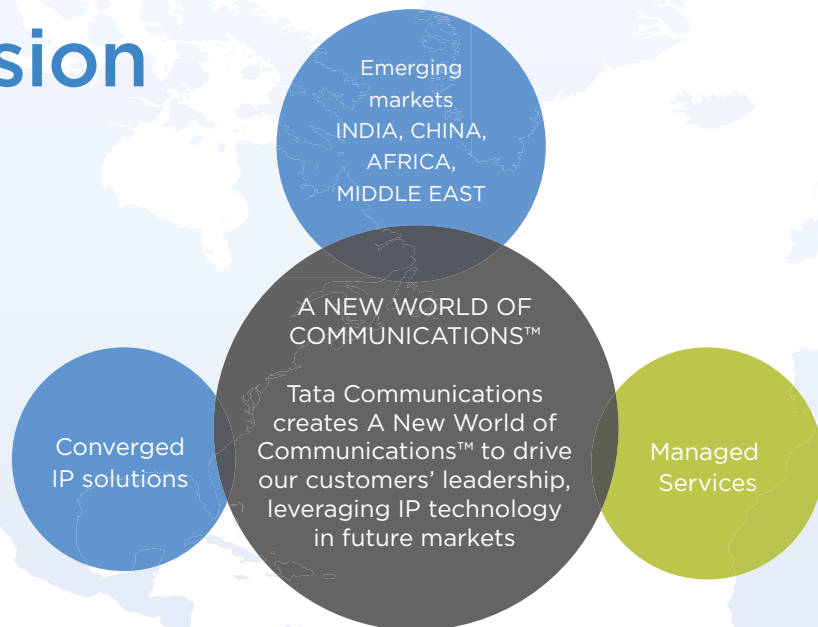 sion
Emerging
markets
INDIA, CHINA,
AFRICA,
MIDDLE EAST
A NEW WORLD OF
COMMUNICATIONS™
Tata Communications
creates A New World of
Communications™ to drive
our customers’ leadership,
leveraging IP technology
in future markets
Converged
IP solutions
Managed
Services